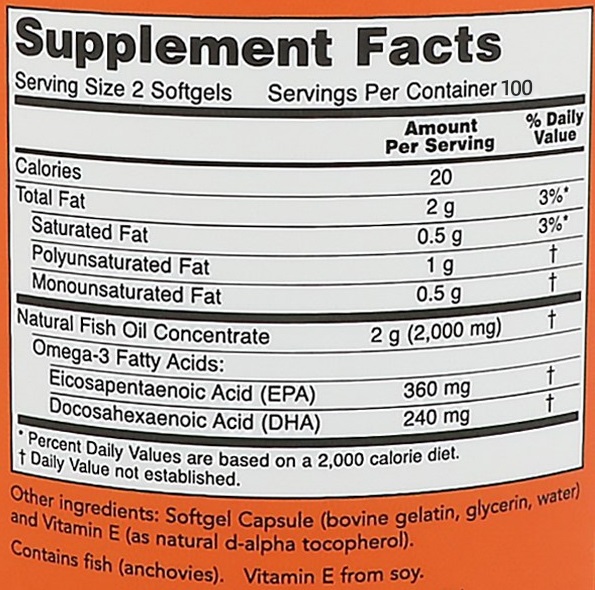 Supplement Facts
Serving Size 2 Softgels Servings Per Container 100
Amount Per Serving % Daily Value
Calories 20
Total Fat 2 g 3%*
Saturated Fat 0.5 g 3%*
Polyunsaturated Fat 1 g †
Monounsaturated Fat 0.5 g †
Natural Fish Oil Concentrate 2 g (2,000 mg) †
Omega-3 Fatty Acids:
Eicosapentaenoic Acid (EPA) 360 mg †
Docosahexaenoic Acid (DHA) 240 mg †
* Percent Daily Values are based on a 2,000 calorie diet.
† Daily Value not established.
Other ingredients: Softgel Capsule (bovine gelatin, glycerin, water)
and Vitamin E (as natural d-alpha tocopherol).
Contains fish (anchovies). Vitamin E from soy.